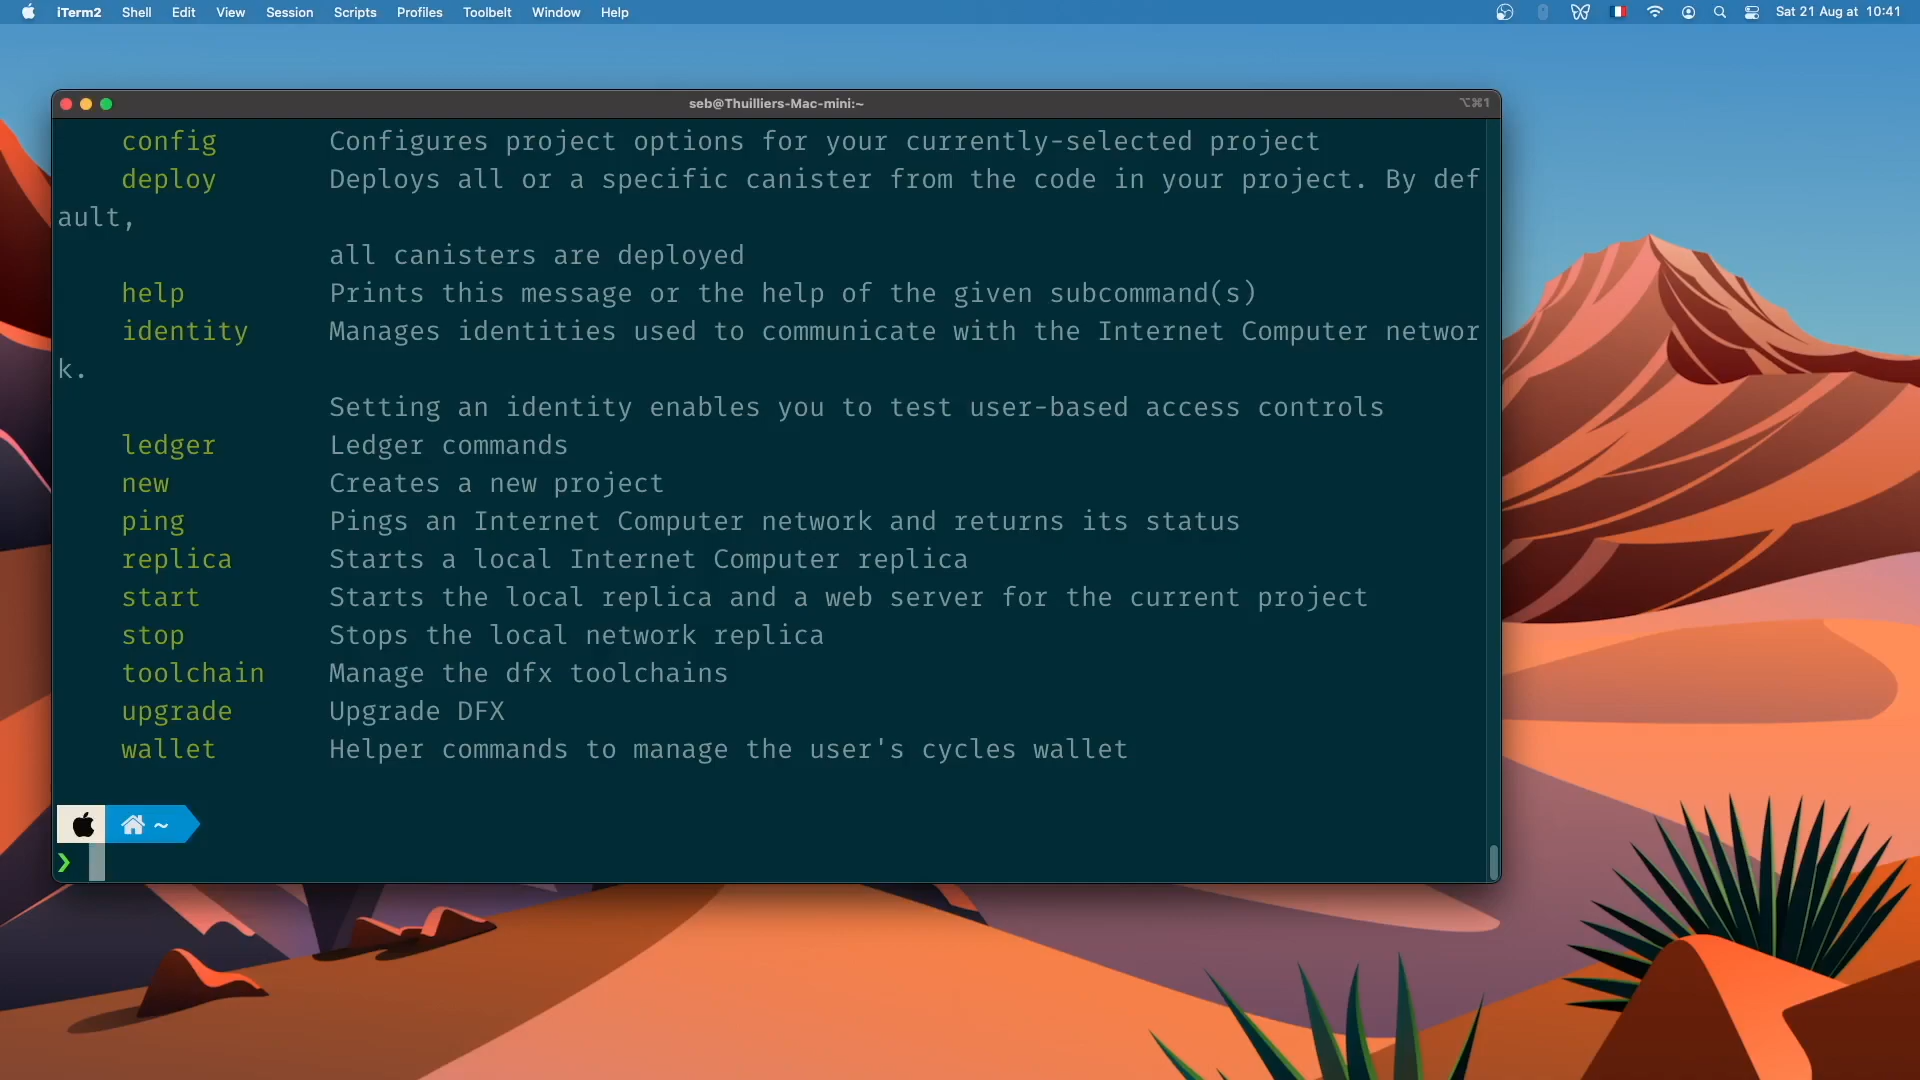 iTerm2 Shell Edit View Session Scripts Profiles Toolbelt Window Help Sat 21 Aug at 10:41
seb@Thuilliers-Mac-mini:~ ⌥⌘1
config Configures project options for your currently-selected project
deploy Deploys all or a specific canister from the code in your project. By def
ault,
all canisters are deployed
help Prints this message or the help of the given subcommand(s)
identity Manages identities used to communicate with the Internet Computer networ
k.
Setting an identity enables you to test user-based access controls
ledger Ledger commands
new Creates a new project
ping Pings an Internet Computer network and returns its status
replica Starts a local Internet Computer replica
start Starts the local replica and a web server for the current project
stop Stops the local network replica
toolchain Manage the dfx toolchains
upgrade Upgrade DFX
wallet Helper commands to manage the user's cycles wallet
~
❯